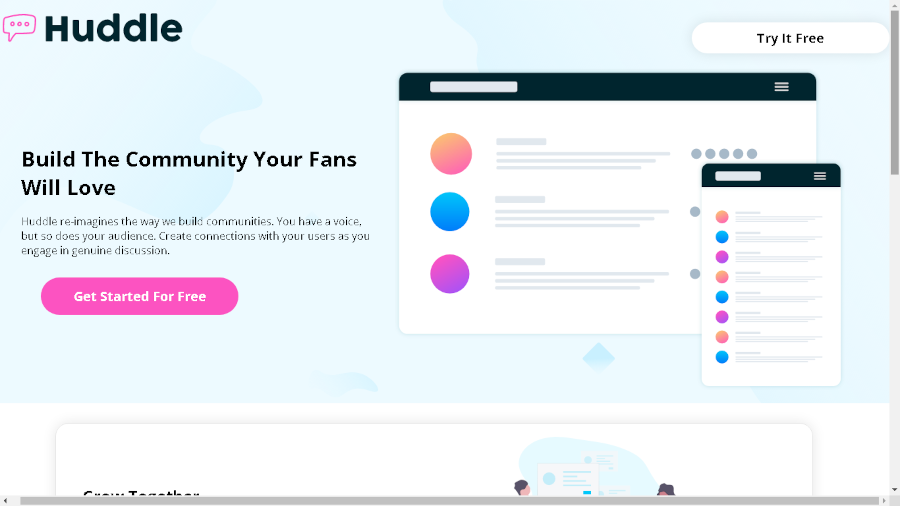 Huddle
Try It Free
Build The Community Your Fans
Will Love
Huddle re-imagines the way we build communities. You have a voice,
but so does your audience. Create connections with your users as you
engage in genuine discussion.
Get Started For Free
Grow Together